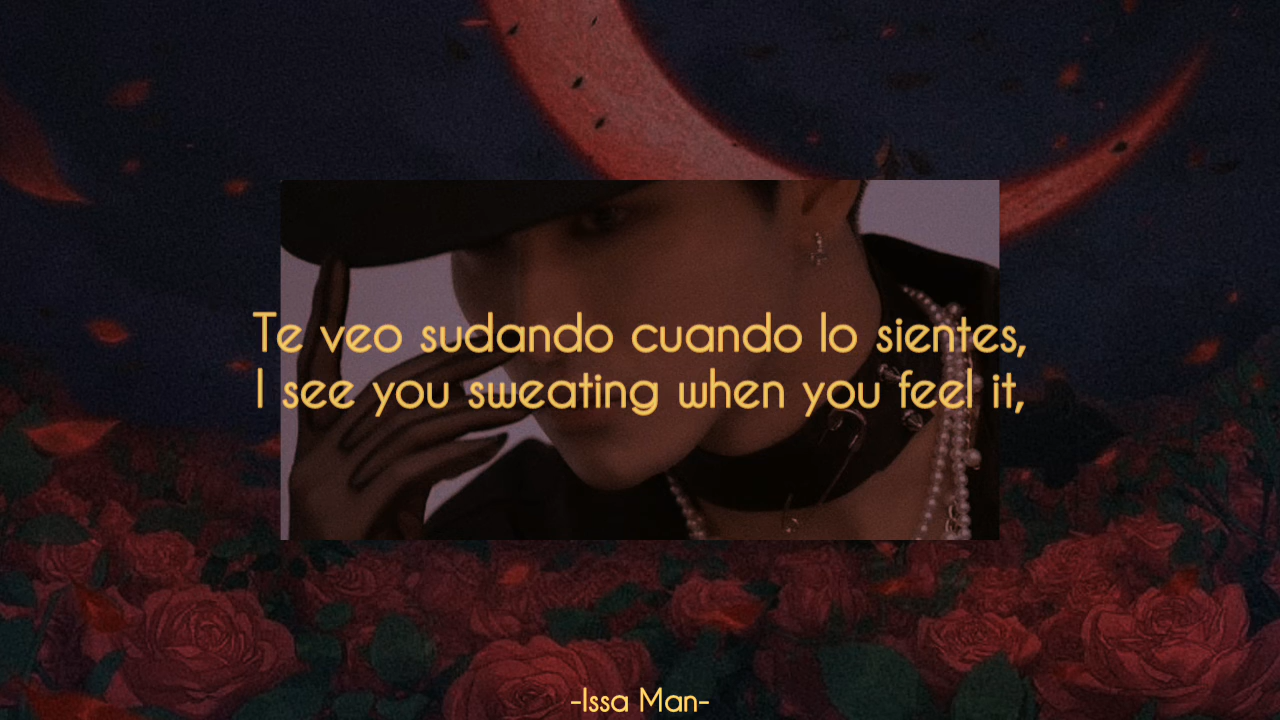 Te veo sudando cuando lo sientes,
I see you sweating when you feel it,
-Issa Man-